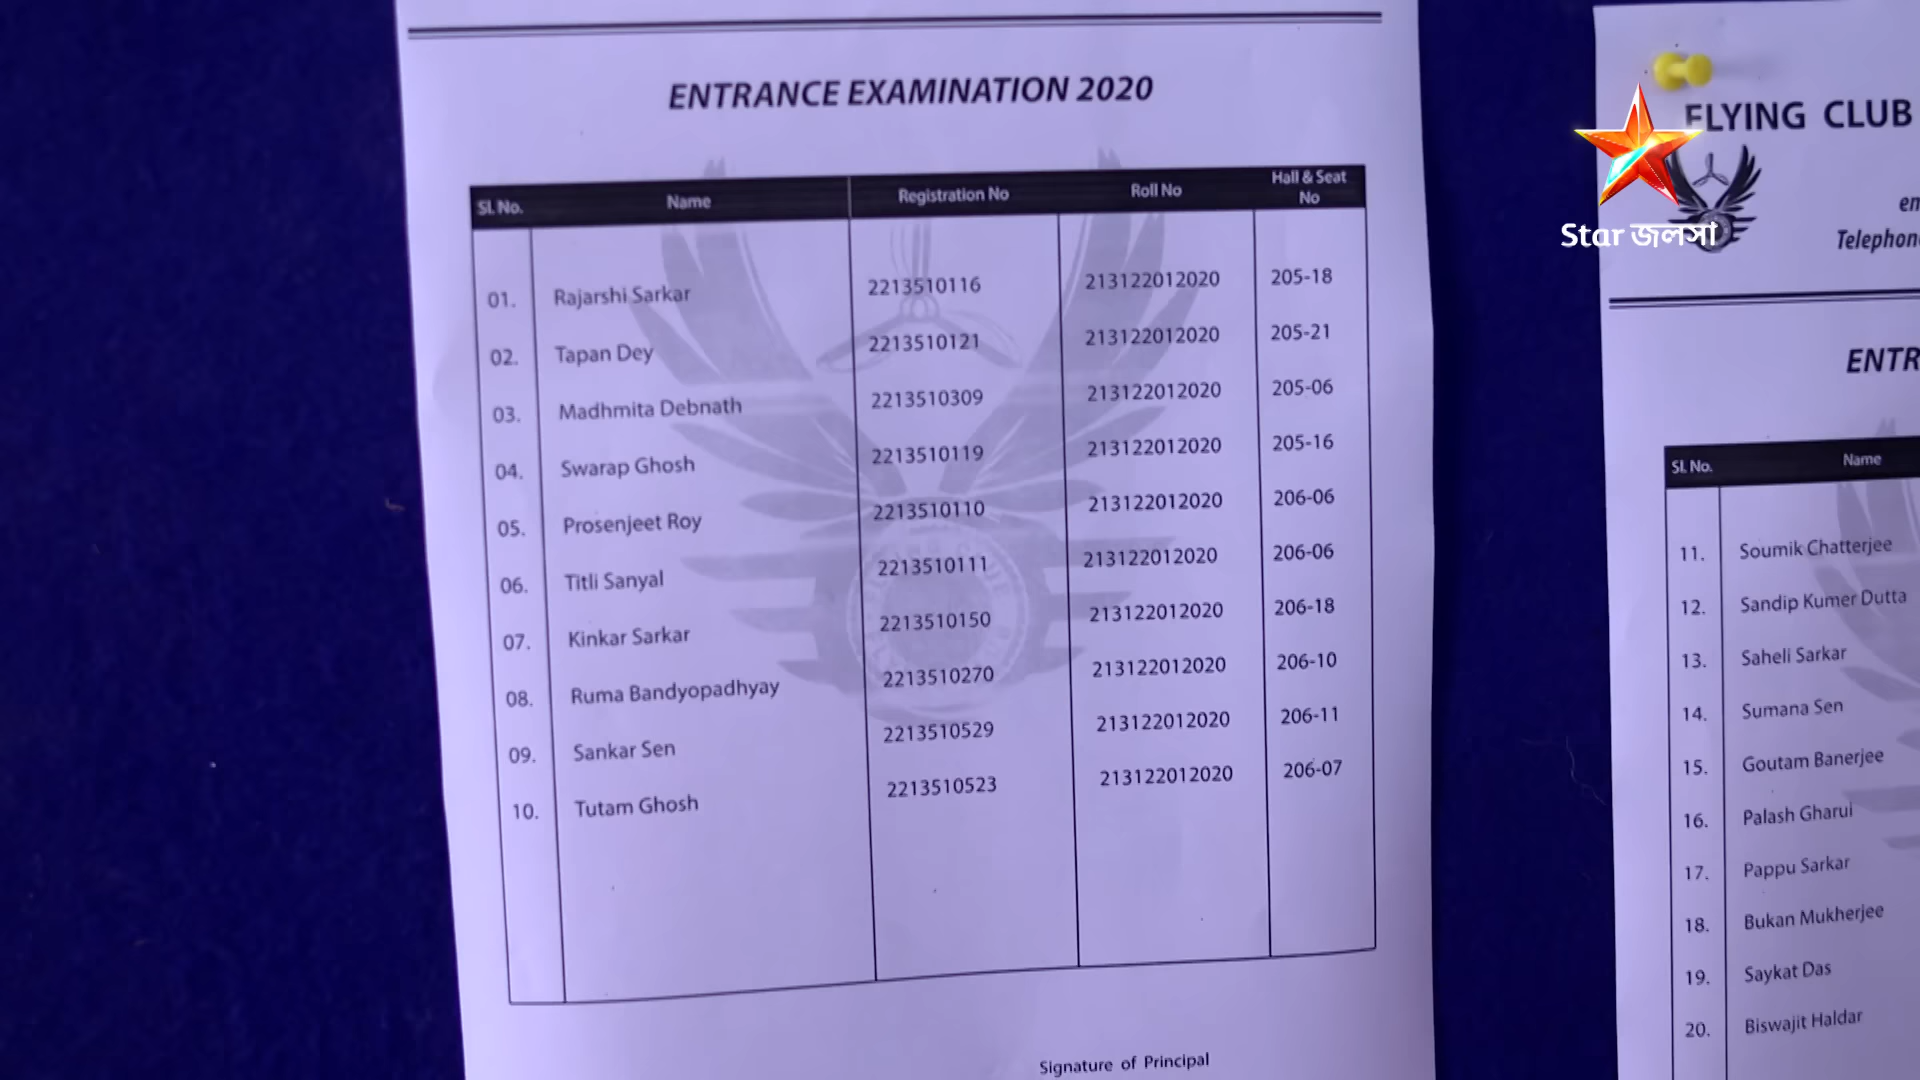 ENTRANCE EXAMINATION 2020
Sl. No. Name Registration No Roll No Hall & Seat No
01. Rajarshi Sarkar 2213510116 213122012020 205-18
02. Tapan Dey 2213510121 213122012020 205-21
03. Madhmita Debnath 2213510309 213122012020 205-06
04. Swarap Ghosh 2213510119 213122012020 205-16
05. Prosenjeet Roy 2213510110 213122012020 206-06
06. Titli Sanyal 2213510111 213122012020 206-06
07. Kinkar Sarkar 2213510150 213122012020 206-18
08. Ruma Bandyopadhyay 2213510270 213122012020 206-10
09. Sankar Sen 2213510529 213122012020 206-11
10. Tutam Ghosh 2213510523 213122012020 206-07
Signature of Principal
FLYING CLUB
Star জলসা
em
Telephon
ENTR
Sl. No. Name
11. Soumik Chatterjee
12. Sandip Kumer Dutta
13. Saheli Sarkar
14. Sumana Sen
15. Goutam Banerjee
16. Palash Gharui
17. Pappu Sarkar
18. Bukan Mukherjee
19. Saykat Das
20. Biswajit Haldar